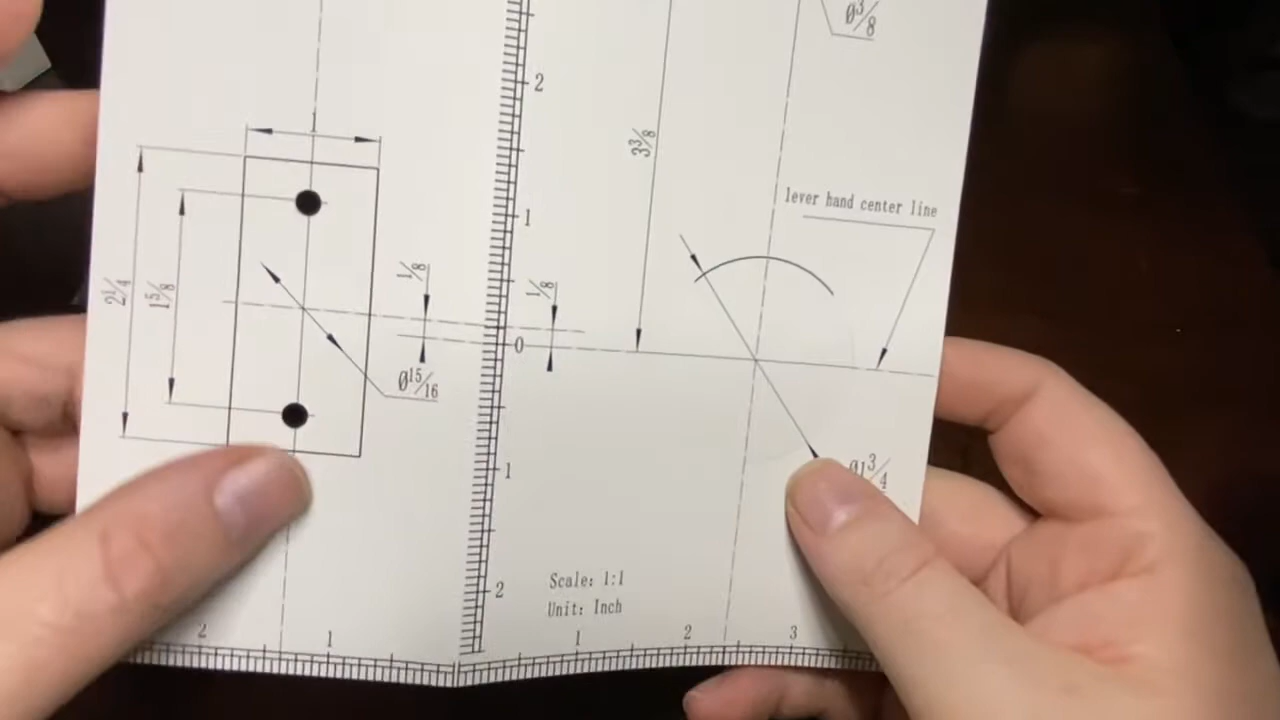 Ø3/8
2
1
3 3/8
lever hand center line
1
2 1/4
1 5/8
1/8
1/8
0
Ø15/16
Ø1 3/4
1
2
Scale: 1:1
Unit: Inch
2
1
1
2
3